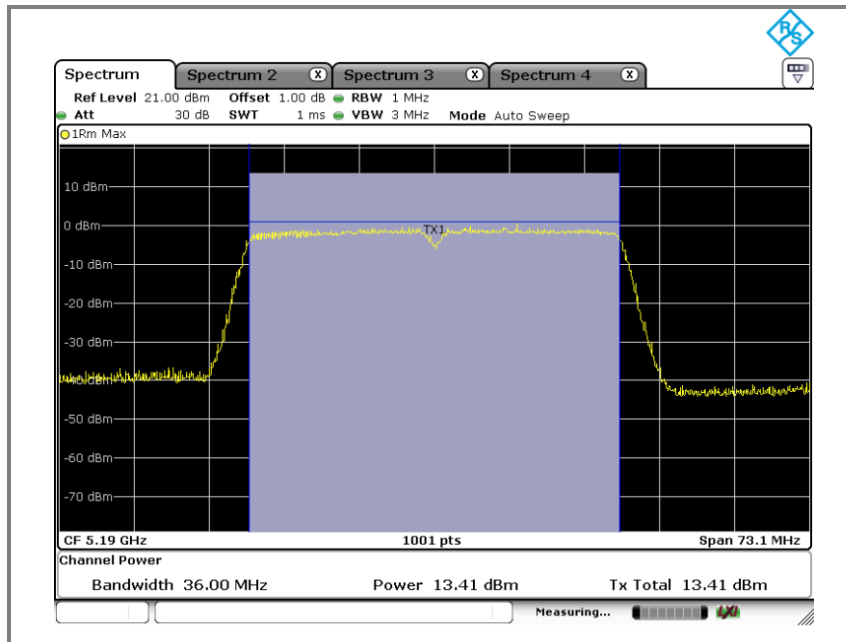 R&S
Spectrum Spectrum 2 X Spectrum 3 X Spectrum 4 X
Ref Level 21.00 dBm Offset 1.00 dB RBW 1 MHz
Att 30 dB SWT 1 ms VBW 3 MHz Mode Auto Sweep
1Rm Max
10 dBm
0 dBm
TX1
-10 dBm
-20 dBm
-30 dBm
-50 dBm
-60 dBm
-70 dBm
CF 5.19 GHz 1001 pts Span 73.1 MHz
Channel Power
Bandwidth 36.00 MHz Power 13.41 dBm Tx Total 13.41 dBm
Measuring...